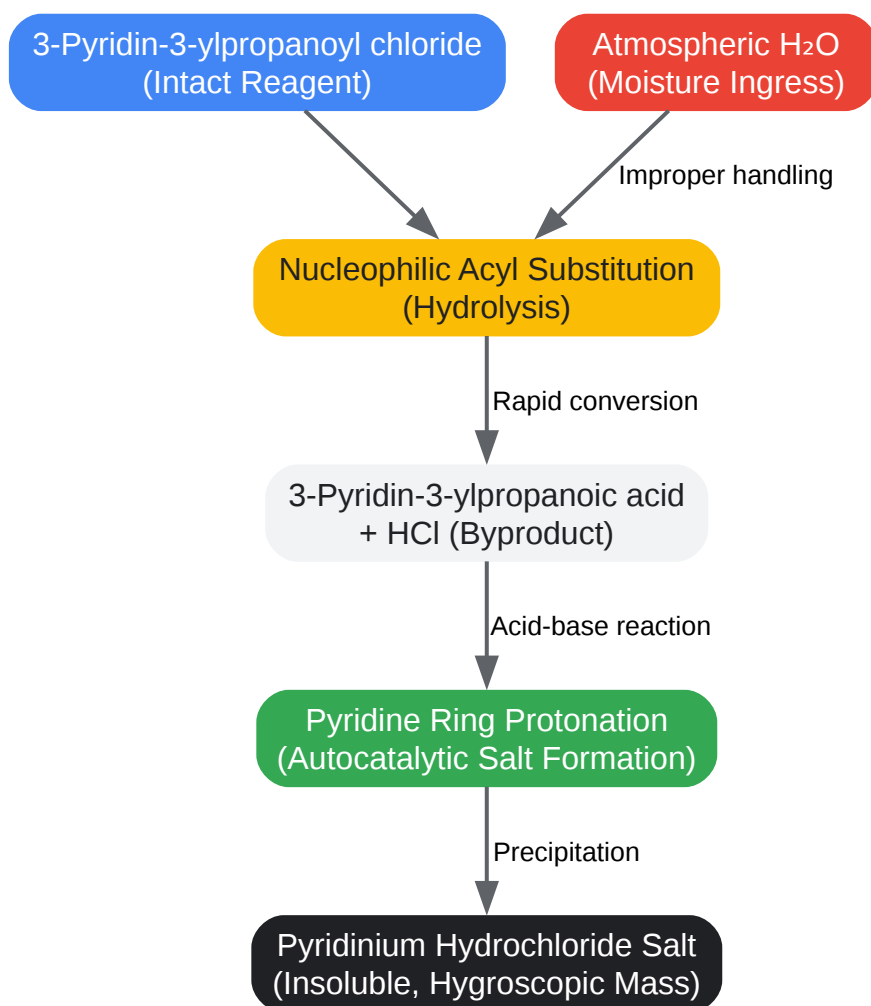 3-Pyridin-3-ylpropanoyl chloride
(Intact Reagent)
Atmospheric H₂O
(Moisture Ingress)
Improper handling
Nucleophilic Acyl Substitution
(Hydrolysis)
Rapid conversion
3-Pyridin-3-ylpropanoic acid
+ HCl (Byproduct)
Acid-base reaction
Pyridine Ring Protonation
(Autocatalytic Salt Formation)
Precipitation
Pyridinium Hydrochloride Salt
(Insoluble, Hygroscopic Mass)